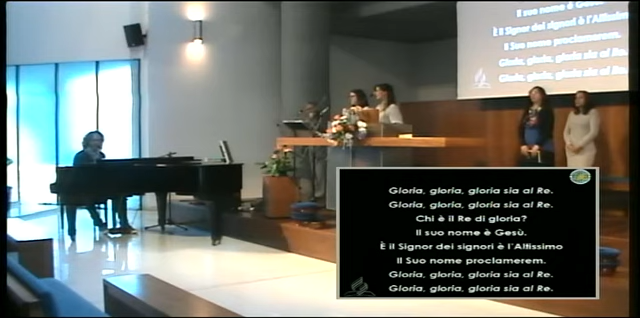 Il suo nome è Gesù.
È il Signor dei signori è l'Altissimo
Il Suo nome proclamerem.
Gloria, gloria, gloria sia al Re.
Gloria, gloria, gloria sia al Re.
Gloria, gloria, gloria sia al Re.
Gloria, gloria, gloria sia al Re.
Chi è il Re di gloria?
Il suo nome è Gesù.
È il Signor dei signori è l'Altissimo
Il Suo nome proclamerem.
Gloria, gloria, gloria sia al Re.
Gloria, gloria, gloria sia al Re.